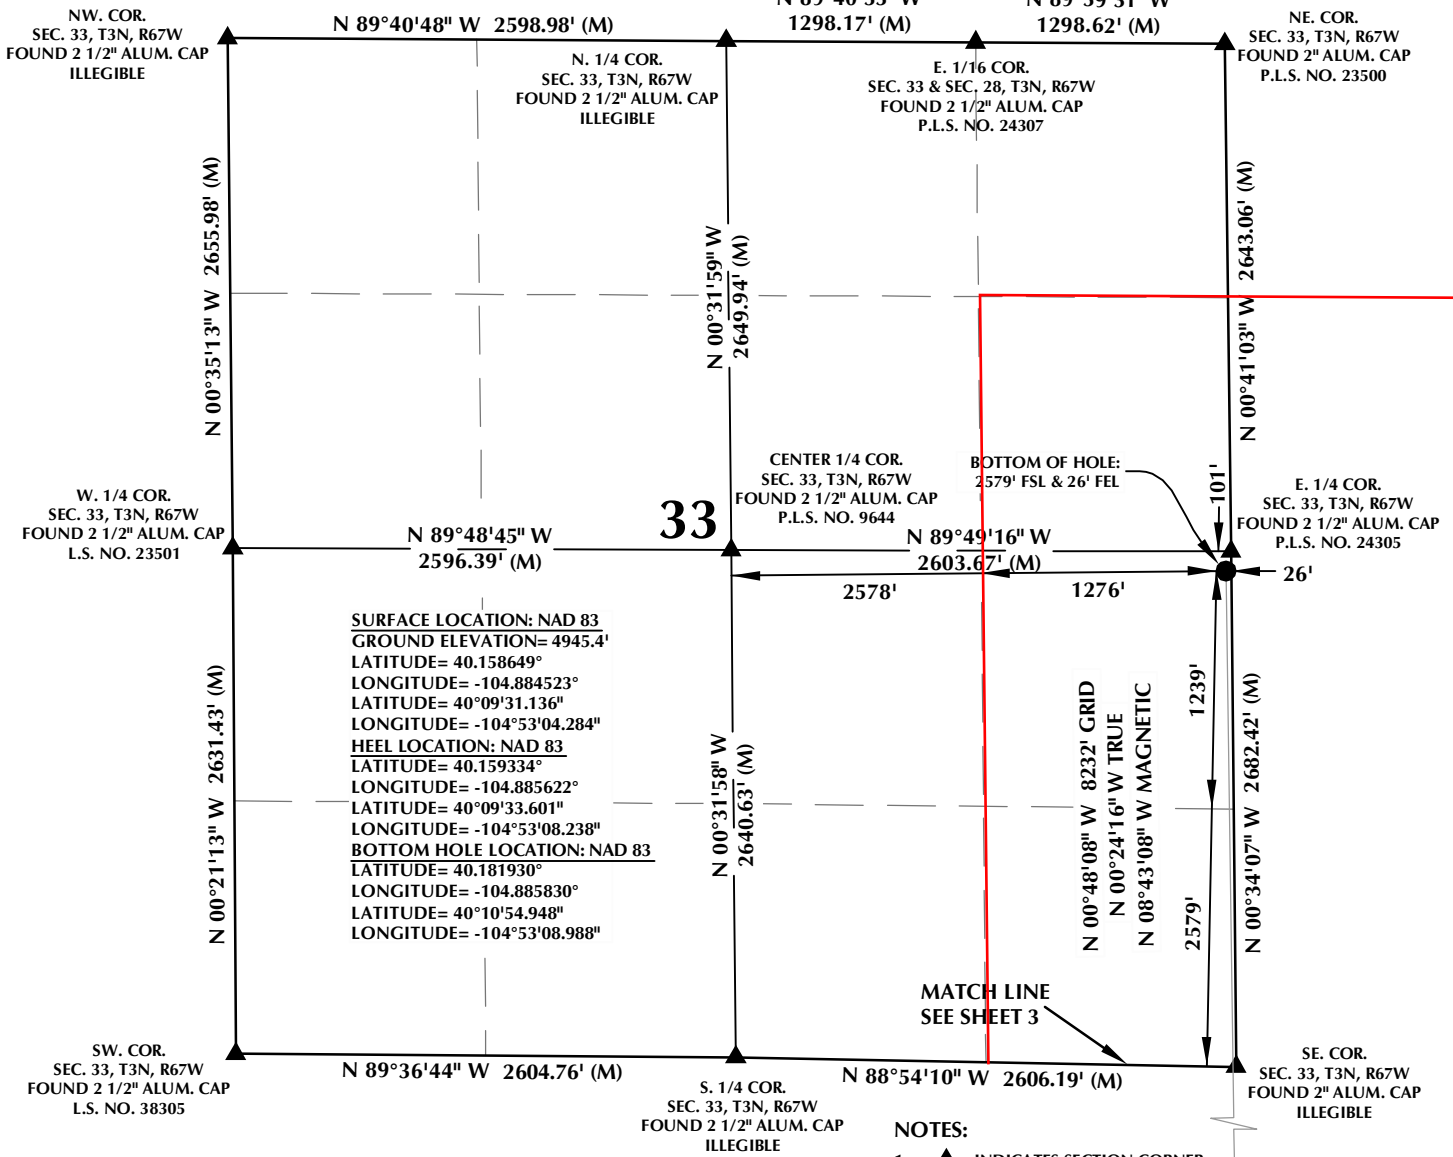 NW. COR.
SEC. 33, T3N, R67W
FOUND 2 1/2" ALUM. CAP
ILLEGIBLE
N 89°40'48" W 2598.98' (M)
1298.17' (M)
1298.62' (M)
NE. COR.
SEC. 33, T3N, R67W
FOUND 2" ALUM. CAP
P.L.S. NO. 23500
N. 1/4 COR.
SEC. 33, T3N, R67W
FOUND 2 1/2" ALUM. CAP
ILLEGIBLE
E. 1/16 COR.
SEC. 33 & SEC. 28, T3N, R67W
FOUND 2 1/2" ALUM. CAP
P.L.S. NO. 24307
N 00°35'13" W 2655.98' (M)
N 00°31'59" W
2649.94' (M)
N 00°41'03" W 2643.06' (M)
W. 1/4 COR.
SEC. 33, T3N, R67W
FOUND 2 1/2" ALUM. CAP
L.S. NO. 23501
33
CENTER 1/4 COR.
SEC. 33, T3N, R67W
FOUND 2 1/2" ALUM. CAP
P.L.S. NO. 9644
BOTTOM OF HOLE:
2579' FSL & 26' FEL
101'
E. 1/4 COR.
SEC. 33, T3N, R67W
FOUND 2 1/2" ALUM. CAP
P.L.S. NO. 24305
N 89°48'45" W
2596.39' (M)
N 89°49'16" W
2603.67' (M)
2578'
1276'
26'
SURFACE LOCATION: NAD 83
GROUND ELEVATION= 4945.4'
LATITUDE= 40.158649°
LONGITUDE= -104.884523°
LATITUDE= 40°09'31.136"
LONGITUDE= -104°53'04.284"
HEEL LOCATION: NAD 83
LATITUDE= 40.159334°
LONGITUDE= -104.885622°
LATITUDE= 40°09'33.601"
LONGITUDE= -104°53'08.238"
BOTTOM HOLE LOCATION: NAD 83
LATITUDE= 40.181930°
LONGITUDE= -104.885830°
LATITUDE= 40°10'54.948"
LONGITUDE= -104°53'08.988"
N 00°21'13" W 2631.43' (M)
N 00°31'58" W
2640.63' (M)
N 00°48'08" W 8232' GRID
N 00°24'16" W TRUE
N 08°43'08" W MAGNETIC
1239'
2579'
N 00°34'07" W 2682.42' (M)
MATCH LINE
SEE SHEET 3
SW. COR.
SEC. 33, T3N, R67W
FOUND 2 1/2" ALUM. CAP
L.S. NO. 38305
N 89°36'44" W 2604.76' (M)
S. 1/4 COR.
SEC. 33, T3N, R67W
FOUND 2 1/2" ALUM. CAP
ILLEGIBLE
N 88°54'10" W 2606.19' (M)
SE. COR.
SEC. 33, T3N, R67W
FOUND 2" ALUM. CAP
ILLEGIBLE
NOTES:
INDICATES SECTION CORNER